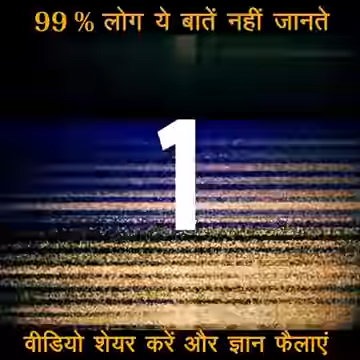 99 % लोग ये बातें नहीं जानते
1
वीडियो शेयर करें और ज्ञान फैलाएं